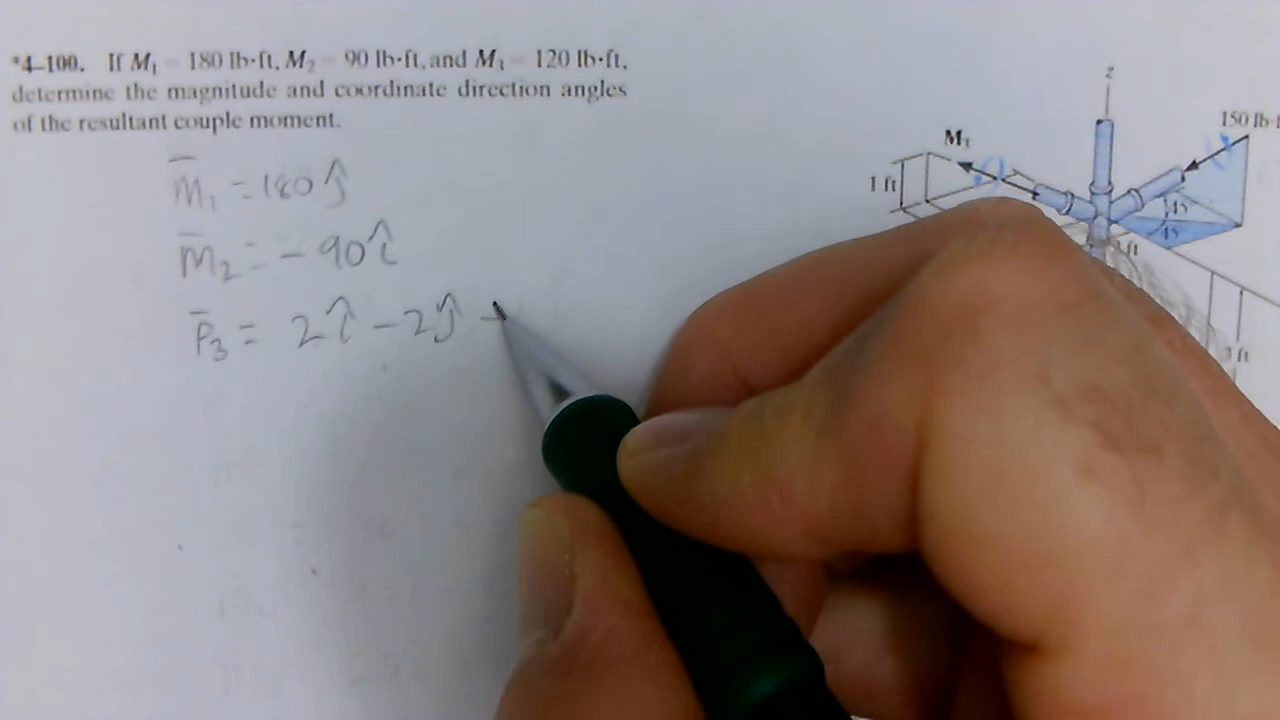 *4–100. If M₁ = 180 lb·ft, M₂ = 90 lb·ft, and M₃ = 120 lb·ft,
determine the magnitude and coordinate direction angles
of the resultant couple moment.
M̄₁ = 180 ĵ
M̄₂ = - 90 î
P̄₃ = 2 î - 2 ĵ -
z
150 lb·f
M₃
1 ft
45
45
ft
3 ft